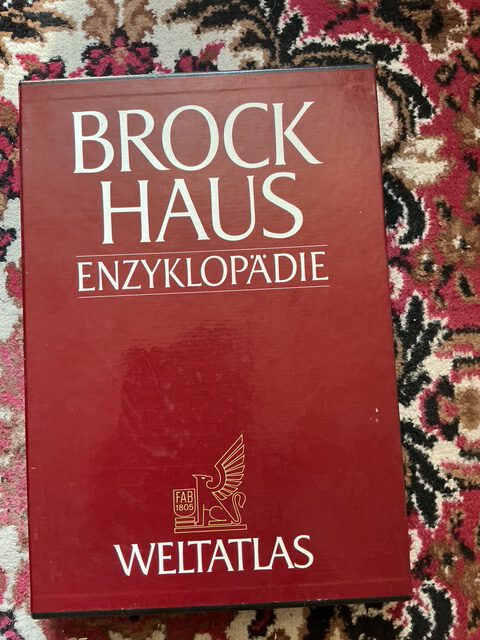 BROCK
HAUS
ENZYKLOPÄDIE
FAB
1805
WELTATLAS